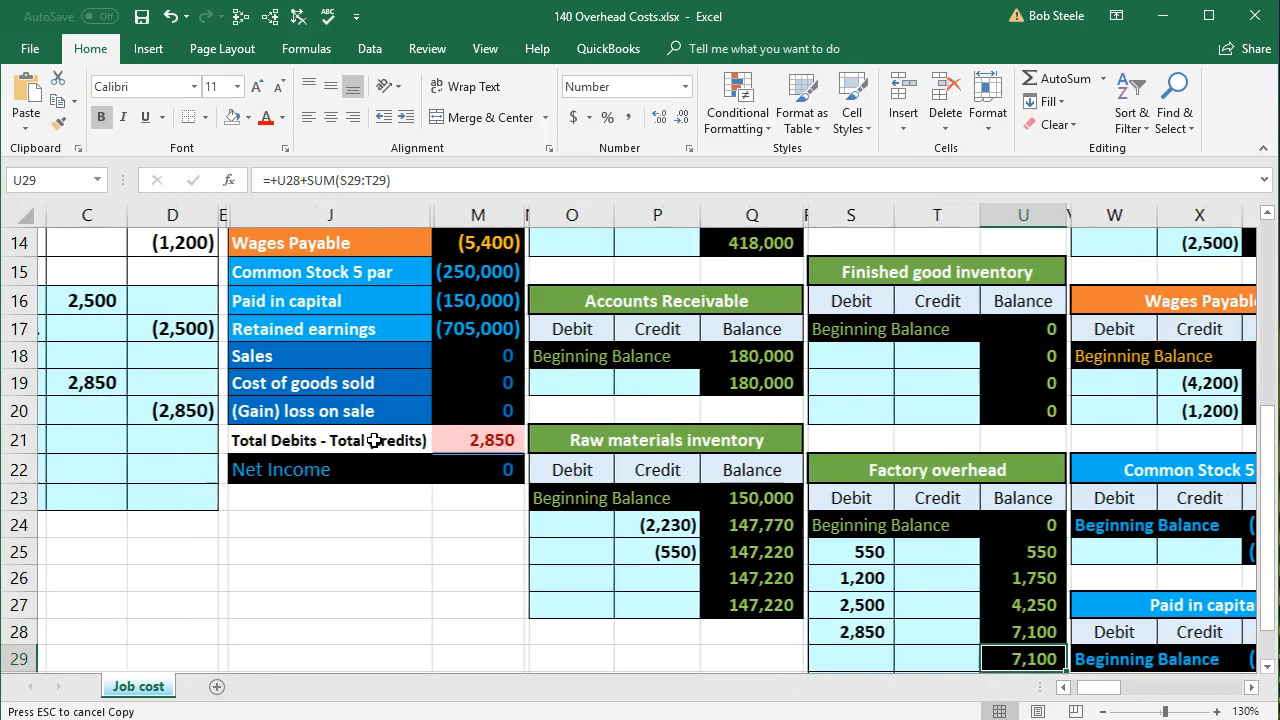 AutoSave Off 140 Overhead Costs.xlsx - Excel Bob Steele
File Home Insert Page Layout Formulas Data Review View Help QuickBooks Tell me what you want to do Share
Paste Calibri 11 Wrap Text Number Conditional Formatting Format as Table Cell Styles Insert Delete Format AutoSum Sort & Filter Find & Select
B I U A Merge & Center $ % , Fill
Clear
Clipboard Font Alignment Number Styles Cells Editing
U29 fx =+U28+SUM(S29:T29)
C D E J M O P Q S T U W X
14 (1,200) Wages Payable (5,400) 418,000 (2,500)
15 Common Stock 5 par (250,000) Finished good inventory
16 2,500 Paid in capital (150,000) Accounts Receivable Debit Credit Balance Wages Payable
17 (2,500) Retained earnings (705,000) Debit Credit Balance Beginning Balance 0 Debit Credit
18 Sales 0 Beginning Balance 180,000 0 Beginning Balance
19 2,850 Cost of goods sold 0 180,000 0 (4,200)
20 (2,850) (Gain) loss on sale 0 0 (1,200)
21 Total Debits - Total Credits) 2,850 Raw materials inventory
22 Net Income 0 Debit Credit Balance Factory overhead Common Stock 5
23 Beginning Balance 150,000 Debit Credit Balance Debit Credit
24 (2,230) 147,770 Beginning Balance 0 Beginning Balance (
25 (550) 147,220 550 550 (
26 147,220 1,200 1,750
27 147,220 2,500 4,250 Paid in capita
28 2,850 7,100 Debit Credit
29 7,100 Beginning Balance (
Job cost
Press ESC to cancel Copy 130%